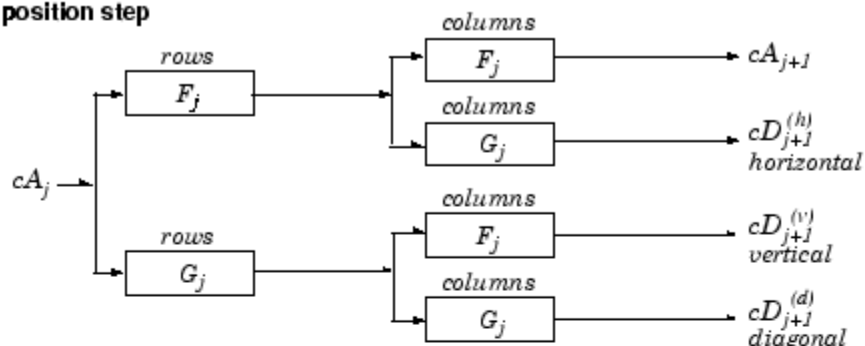 position step
columns
rows
F_j
cA_{j+1}
F_j
columns
G_j
cD_{j+1}^{(h)}
horizontal
cA_j
rows
columns
F_j
cD_{j+1}^{(v)}
vertical
G_j
columns
G_j
cD_{j+1}^{(d)}
diagonal